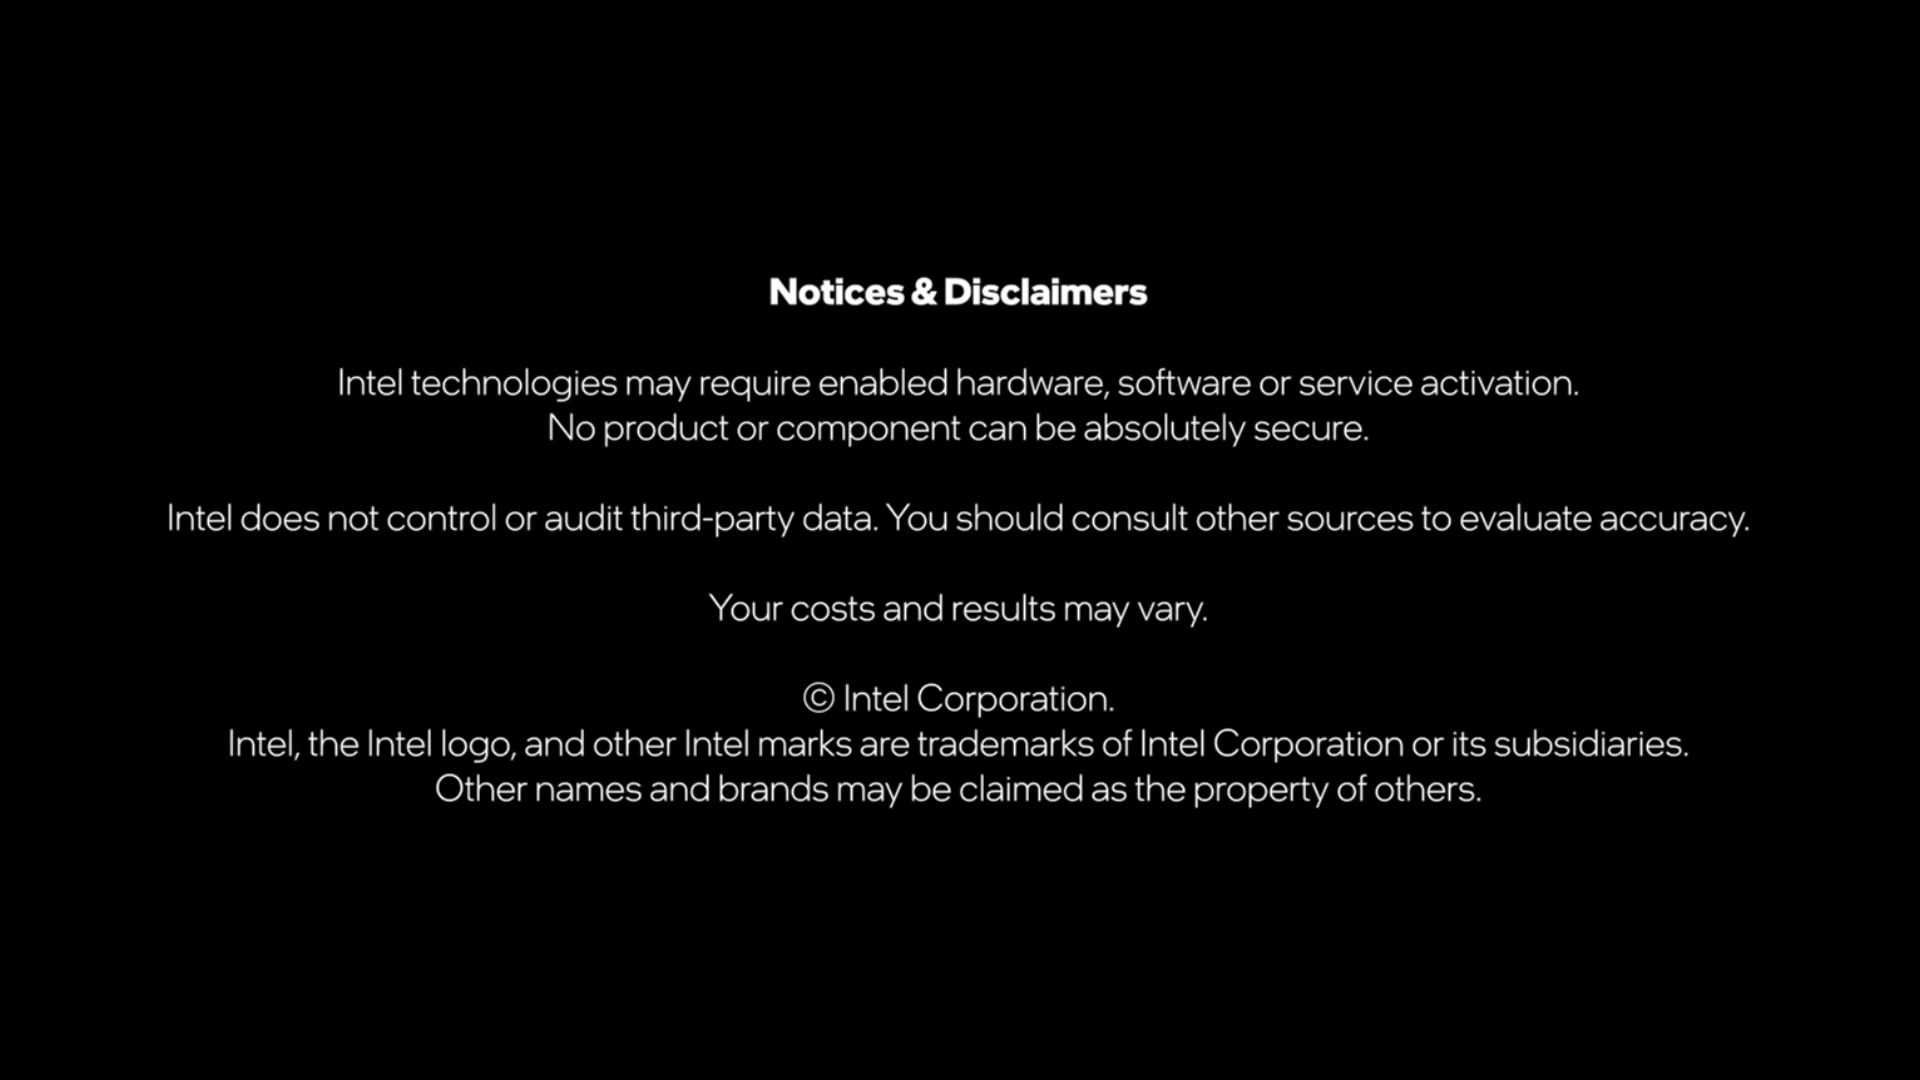 Notices & Disclaimers
Intel technologies may require enabled hardware, software or service activation.
No product or component can be absolutely secure.
Intel does not control or audit third-party data. You should consult other sources to evaluate accuracy.
Your costs and results may vary.
© Intel Corporation.
Intel, the Intel logo, and other Intel marks are trademarks of Intel Corporation or its subsidiaries.
Other names and brands may be claimed as the property of others.